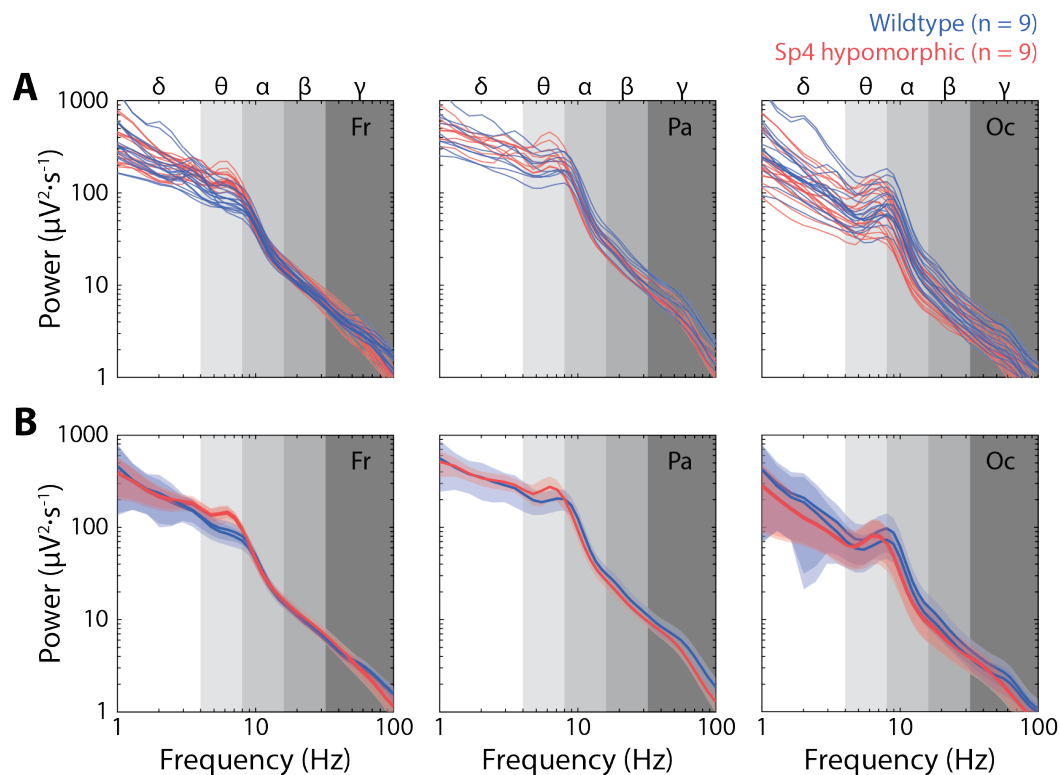 Wildtype (n = 9)
Sp4 hypomorphic (n = 9)
A
δ θ α β γ
δ θ α β γ
δ θ α β γ
Power (µV²·s⁻¹)
1000
100
10
1
Fr
Pa
Oc
B
Power (µV²·s⁻¹)
1000
100
10
1
Fr
Pa
Oc
1 10 100
1 10 100
1 10 100
Frequency (Hz)
Frequency (Hz)
Frequency (Hz)